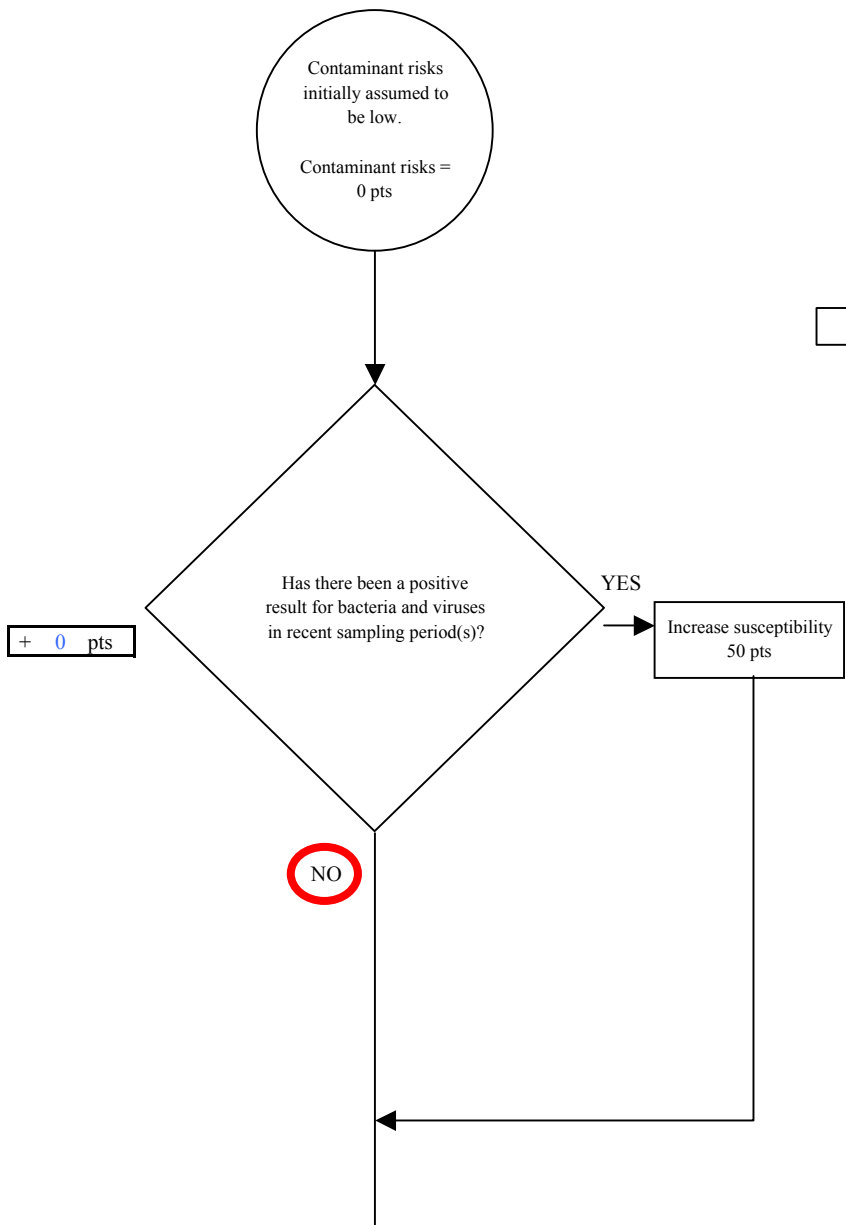 Contaminant risks
initially assumed to
be low.
Contaminant risks =
0 pts
Has there been a positive
result for bacteria and viruses
in recent sampling period(s)?
YES
+ 0 pts
Increase susceptibility
50 pts
NO